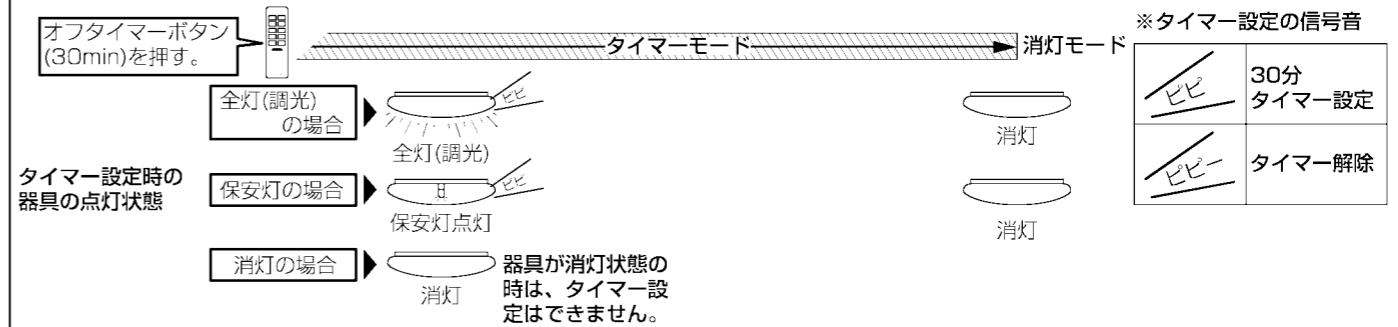 オフタイマーボタン
(30min)を押す。
タイマーモード
消灯モード
※タイマー設定の信号音
ピピ
30分
タイマー設定
ピピー
タイマー解除
タイマー設定時の
器具の点灯状態
全灯(調光)
の場合
ピピ
全灯(調光)
消灯
保安灯の場合
ピピ
保安灯点灯
消灯
消灯の場合
消灯
器具が消灯状態の
時は、タイマー設
定はできません。